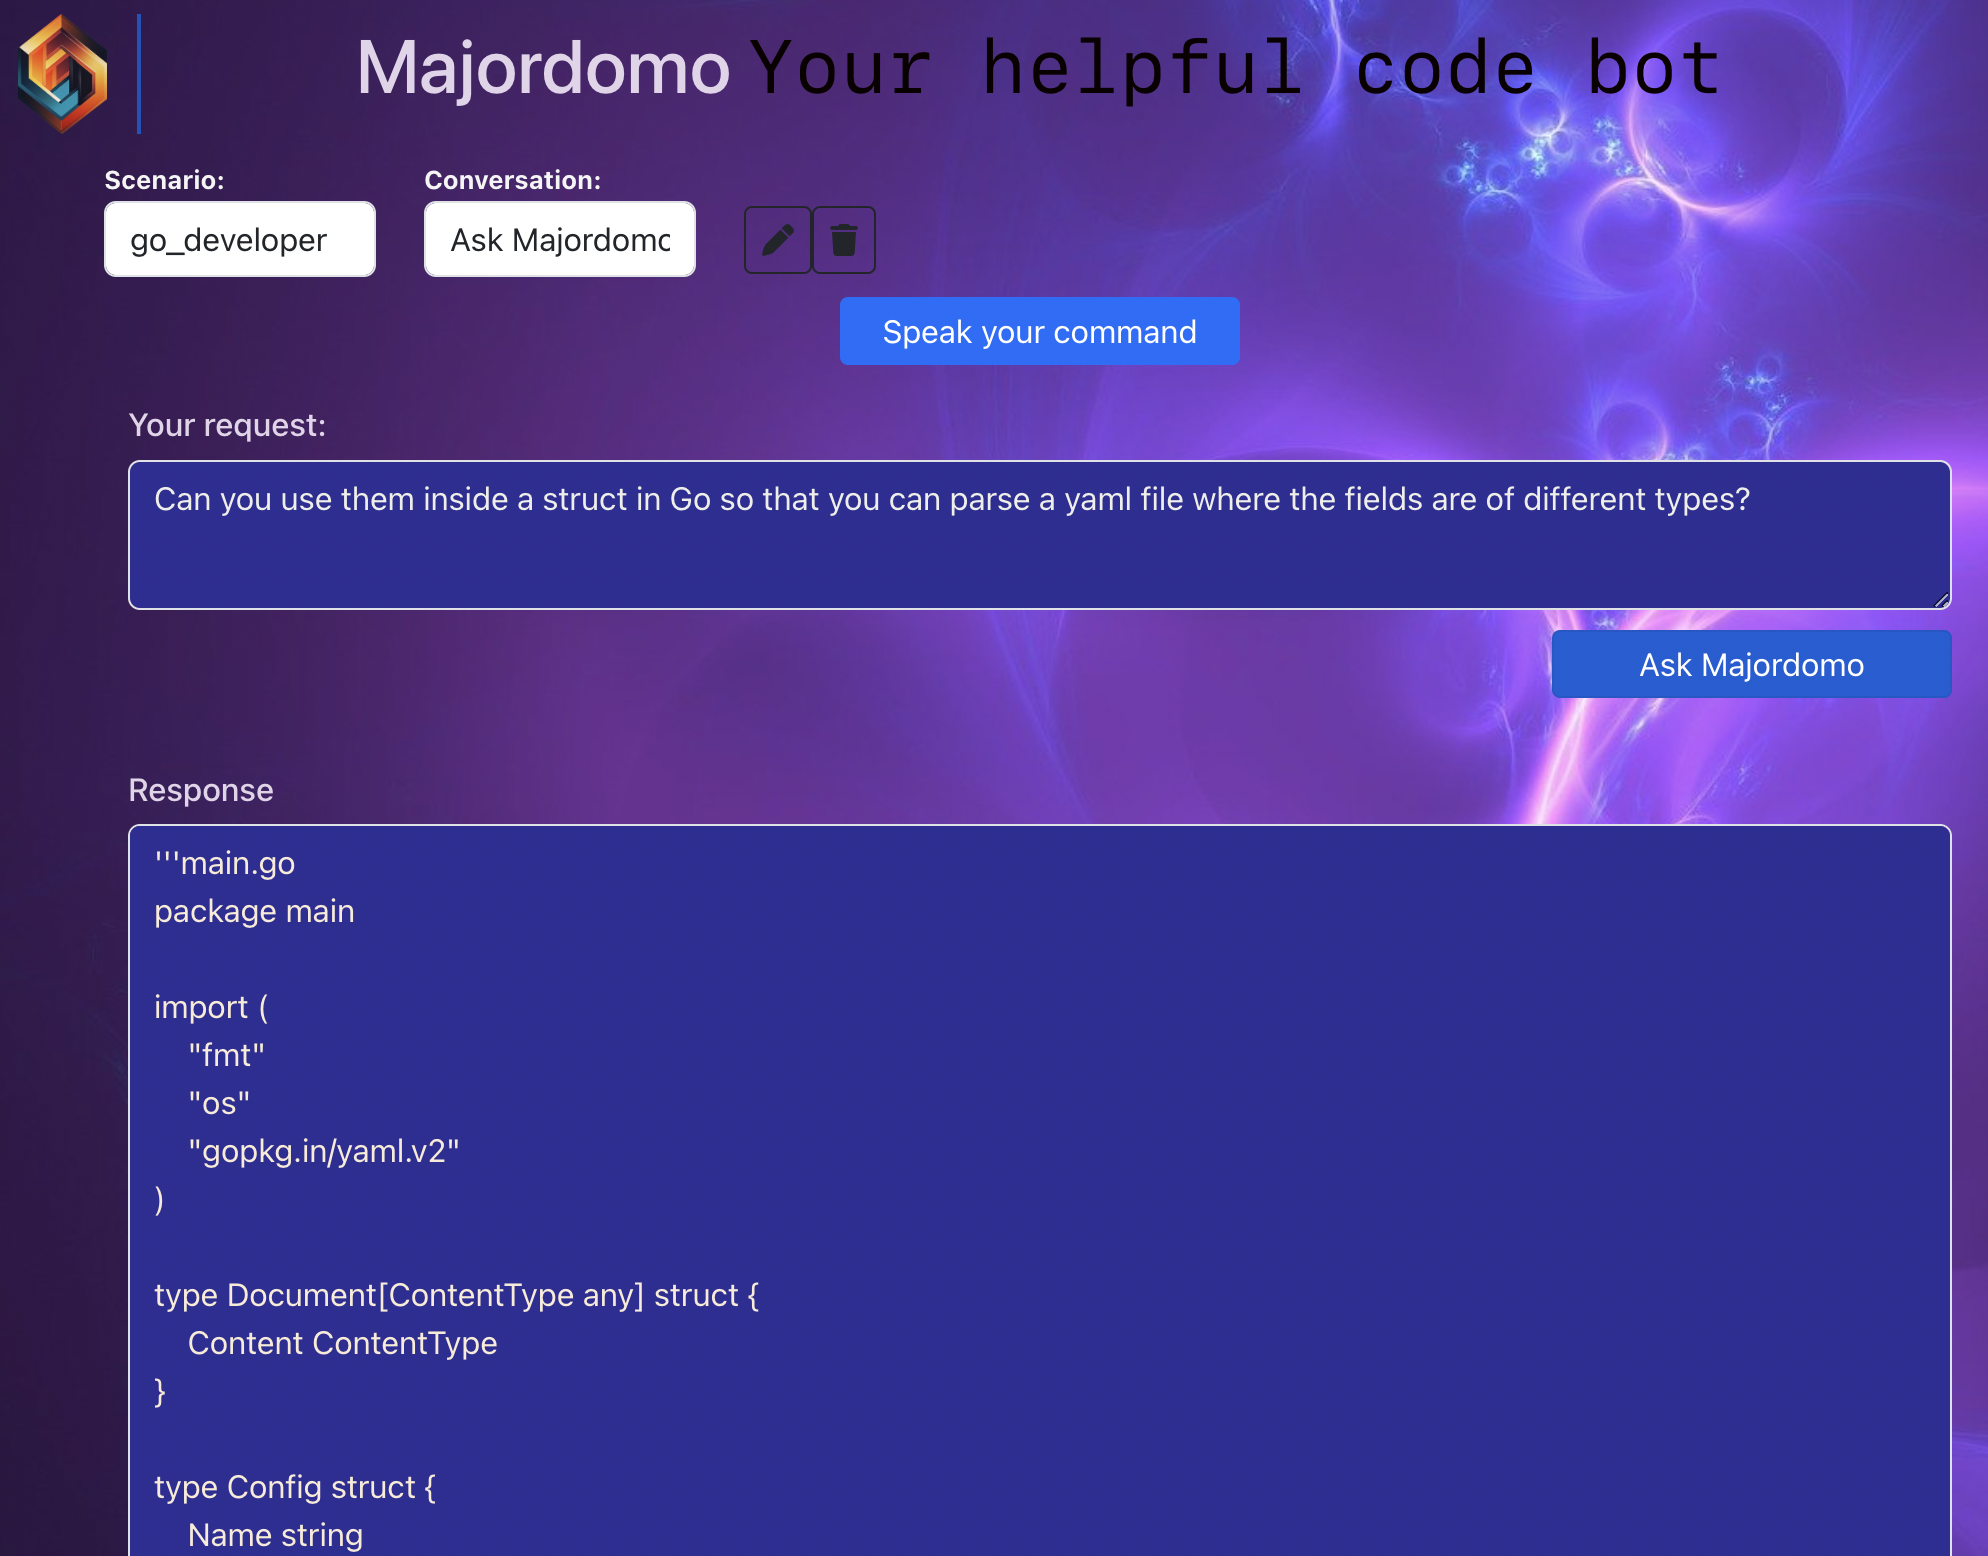 Majordomo Your helpful code bot
Scenario:
Conversation:
go_developer
Ask Majordomo
Speak your command
Your request:
Can you use them inside a struct in Go so that you can parse a yaml file where the fields are of different types?
Ask Majordomo
Response
'''main.go
package main
import (
"fmt"
"os"
"gopkg.in/yaml.v2"
)
type Document[ContentType any] struct {
Content ContentType
}
type Config struct {
Name string